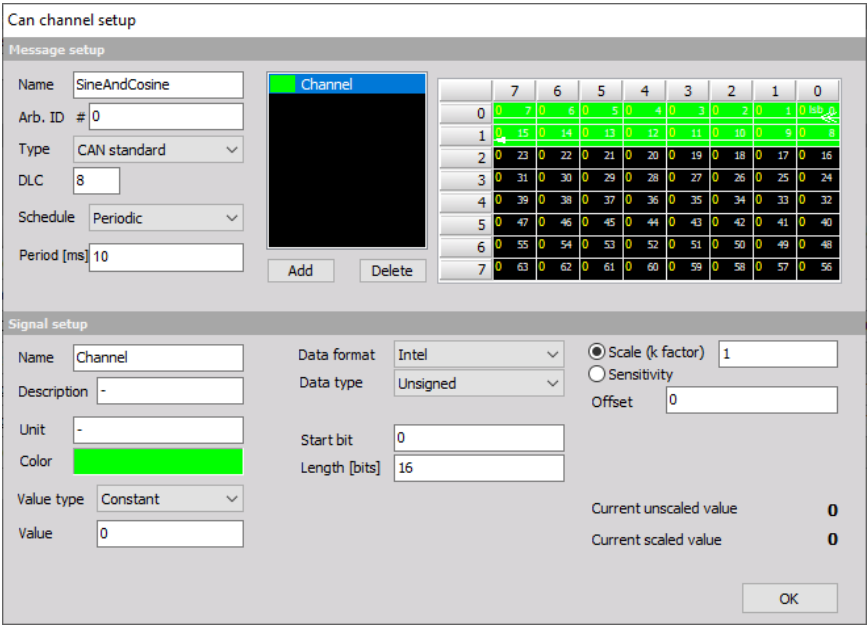 Can channel setup
Message setup
Name SineAndCosine
Arb. ID # 0
Type CAN standard
DLC 8
Schedule Periodic
Period [ms] 10
Channel
Add Delete
7 6 5 4 3 2 1 0
0 0 7 0 6 0 5 0 4 0 3 0 2 0 1 0 lsb 0
1 0 15 0 14 0 13 0 12 0 11 0 10 0 9 0 8
2 0 23 0 22 0 21 0 20 0 19 0 18 0 17 0 16
3 0 31 0 30 0 29 0 28 0 27 0 26 0 25 0 24
4 0 39 0 38 0 37 0 36 0 35 0 34 0 33 0 32
5 0 47 0 46 0 45 0 44 0 43 0 42 0 41 0 40
6 0 55 0 54 0 53 0 52 0 51 0 50 0 49 0 48
7 0 63 0 62 0 61 0 60 0 59 0 58 0 57 0 56
Signal setup
Name Channel
Description -
Unit -
Color
Value type Constant
Value 0
Data format Intel
Data type Unsigned
Start bit 0
Length [bits] 16
Scale (k factor) 1
Sensitivity
Offset 0
Current unscaled value 0
Current scaled value 0
OK